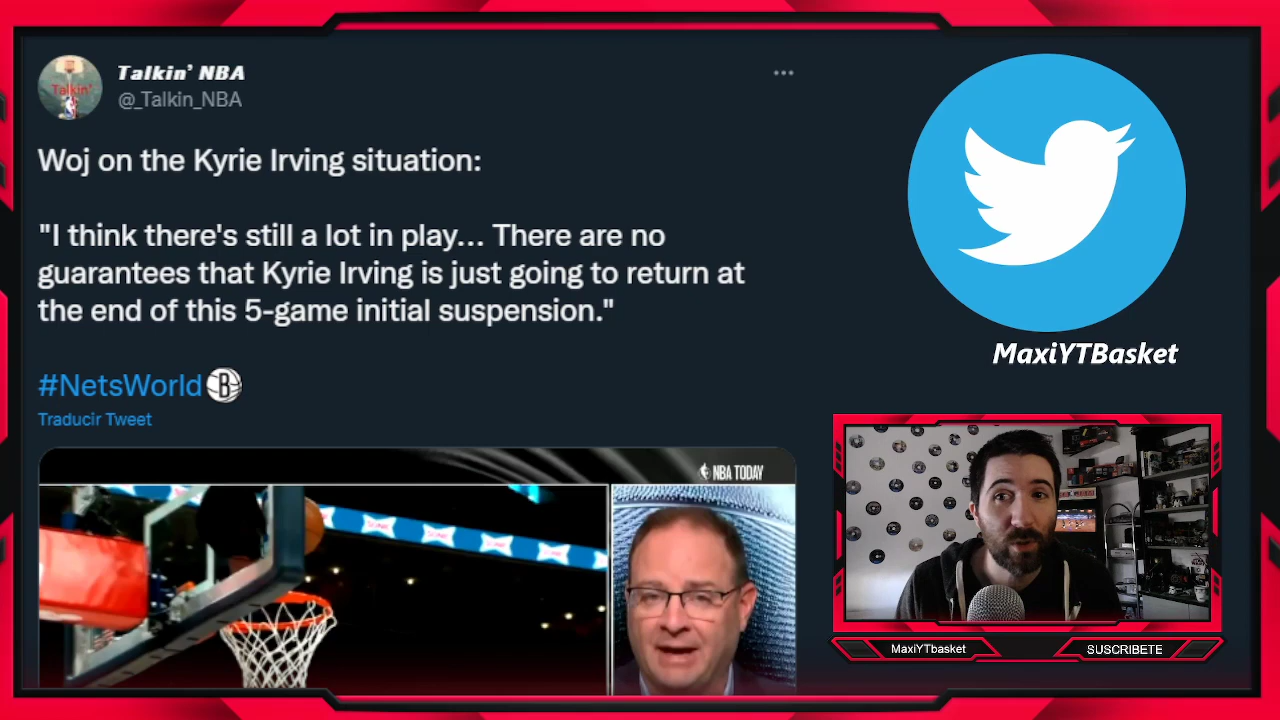 Talkin' NBA
@_Talkin_NBA
Talkin'
Woj on the Kyrie Irving situation:
"I think there's still a lot in play... There are no
guarantees that Kyrie Irving is just going to return at
the end of this 5-game initial suspension."
#NetsWorld B
Traducir Tweet
NBA TODAY
MaxiYTBasket
MaxiYTbasket
SUSCRIBETE